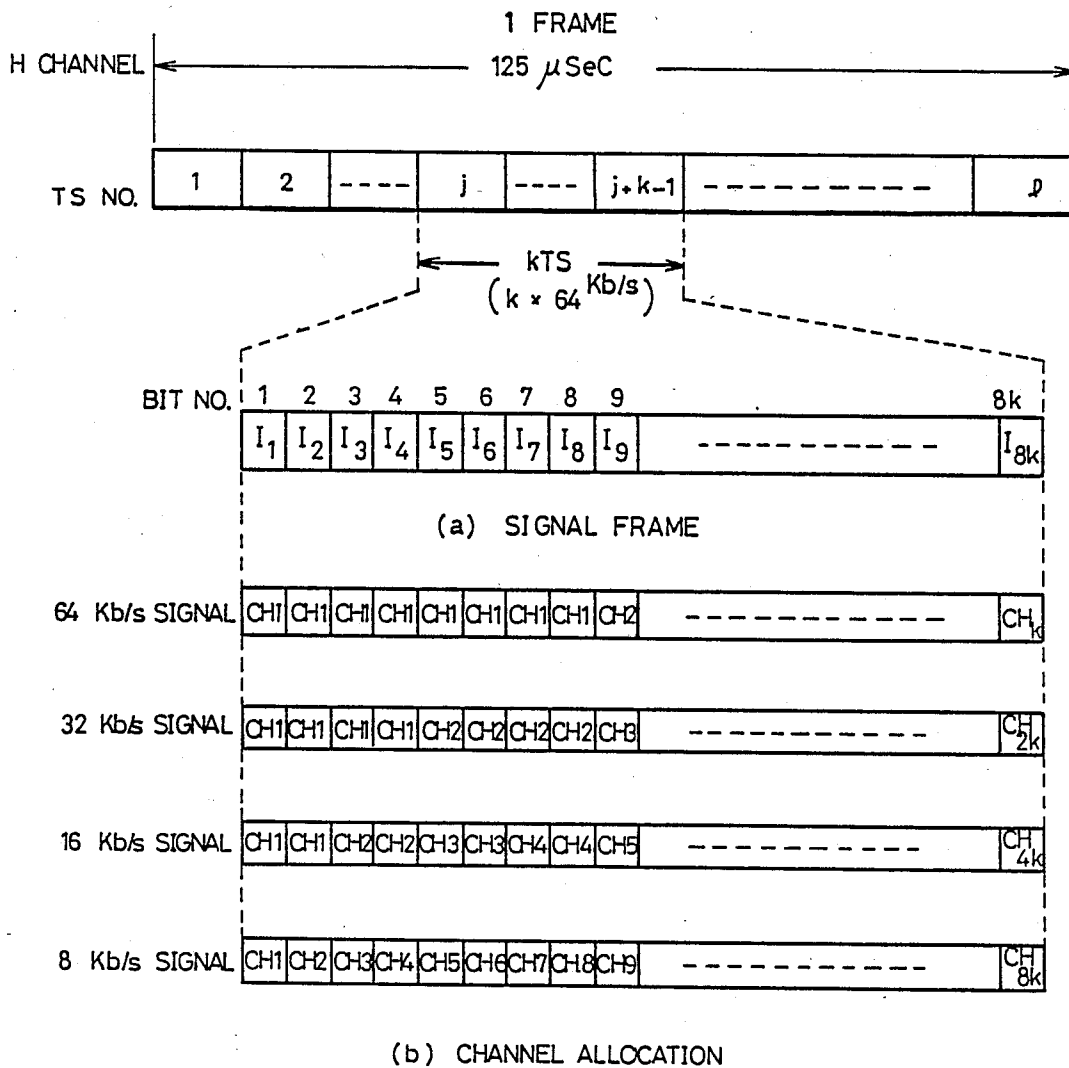 1 FRAME
H CHANNEL 125 μSeC
TS NO. 1 2 ----- j ---- j+k-1 ---------- ℓ
kTS
(k × 64 Kb/s)
BIT NO. 1 2 3 4 5 6 7 8 9 8k
I1 I2 I3 I4 I5 I6 I7 I8 I9 ----------- I8k
(a) SIGNAL FRAME
64 Kb/s SIGNAL CH1 CH1 CH1 CH1 CH1 CH1 CH1 CH1 CH2 ------------ CHk
32 Kb/s SIGNAL CH1 CH1 CH1 CH1 CH2 CH2 CH2 CH2 CH3 ----------- CH2k
16 Kb/s SIGNAL CH1 CH1 CH2 CH2 CH3 CH3 CH4 CH4 CH5 ----------- CH4k
8 Kb/s SIGNAL CH1 CH2 CH3 CH4 CH5 CH6 CH7 CH8 CH9 ----------- CH8k
(b) CHANNEL ALLOCATION